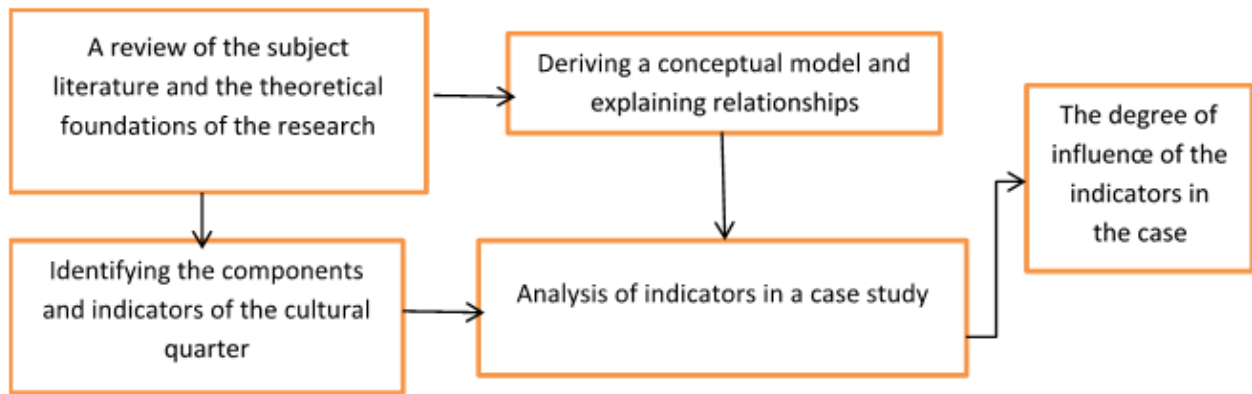 A review of the subject
literature and the theoretical
foundations of the research
Deriving a conceptual model and
explaining relationships
The degree of
influence of the
indicators in
the case
Identifying the components
and indicators of the cultural
quarter
Analysis of indicators in a case study